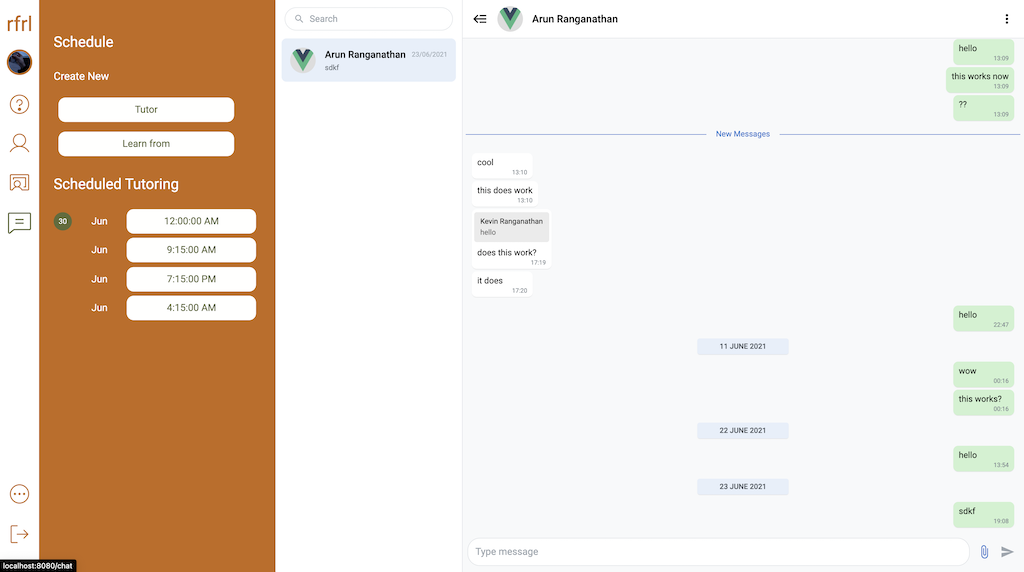 rfrl
Schedule
Create New
Tutor
Learn from
Scheduled Tutoring
30 Jun 12:00:00 AM
Jun 9:15:00 AM
Jun 7:15:00 PM
Jun 4:15:00 AM
localhost:8080/chat
Search
Arun Ranganathan 23/06/2021
sdkf
Arun Ranganathan
hello
13:09
this works now
13:09
??
13:09
New Messages
cool
13:10
this does work
13:10
Kevin Ranganathan
hello
does this work?
17:19
it does
17:20
hello
22:47
11 JUNE 2021
wow
00:16
this works?
00:16
22 JUNE 2021
hello
13:54
23 JUNE 2021
sdkf
19:08
Type message